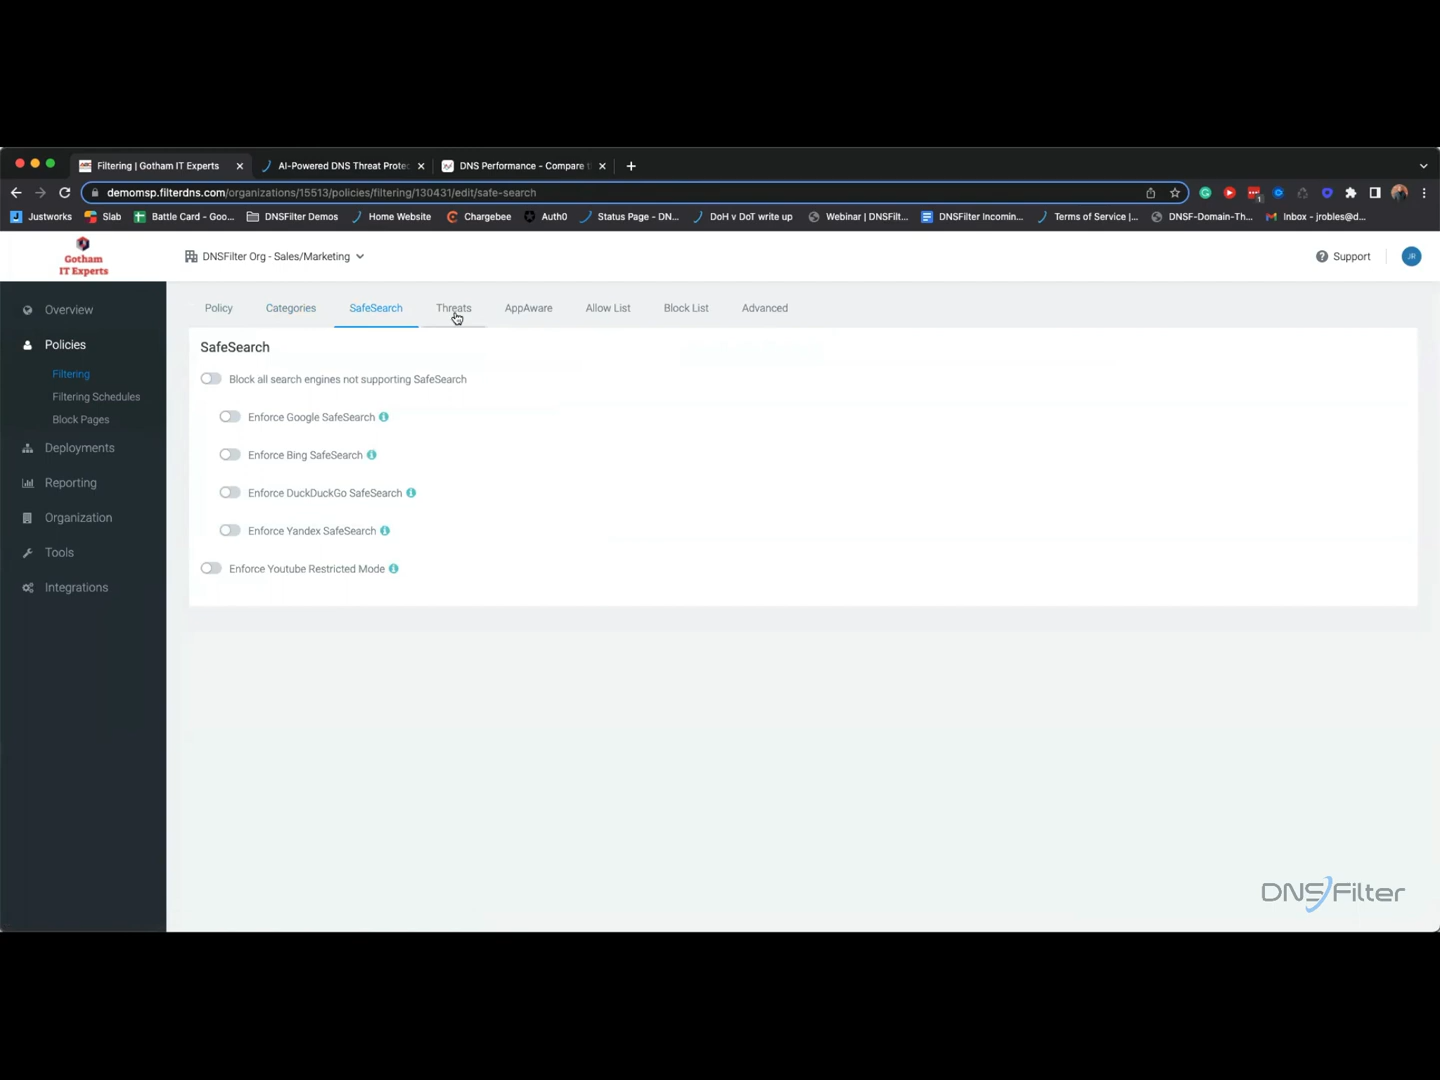 Filtering | Gotham IT Experts
AI-Powered DNS Threat Protec
DNS Performance - Compare t
demomsp.filterdns.com/organizations/15513/policies/filtering/130431/edit/safe-search
Justworks
Slab
Battle Card - Goo...
DNSFilter Demos
Home Website
Chargebee
Auth0
Status Page - DN...
DoH v DoT write up
Webinar | DNSFilt...
DNSFilter Incomin...
Terms of Service |...
DNSF-Domain-Th...
Inbox - jrobles@d...
Gotham
IT Experts
DNSFilter Org - Sales/Marketing
Support
JR
Overview
Policies
Filtering
Filtering Schedules
Block Pages
Deployments
Reporting
Organization
Tools
Integrations
Policy
Categories
SafeSearch
Threats
AppAware
Allow List
Block List
Advanced
SafeSearch
Block all search engines not supporting SafeSearch
Enforce Google SafeSearch
Enforce Bing SafeSearch
Enforce DuckDuckGo SafeSearch
Enforce Yandex SafeSearch
Enforce Youtube Restricted Mode
DNSFilter